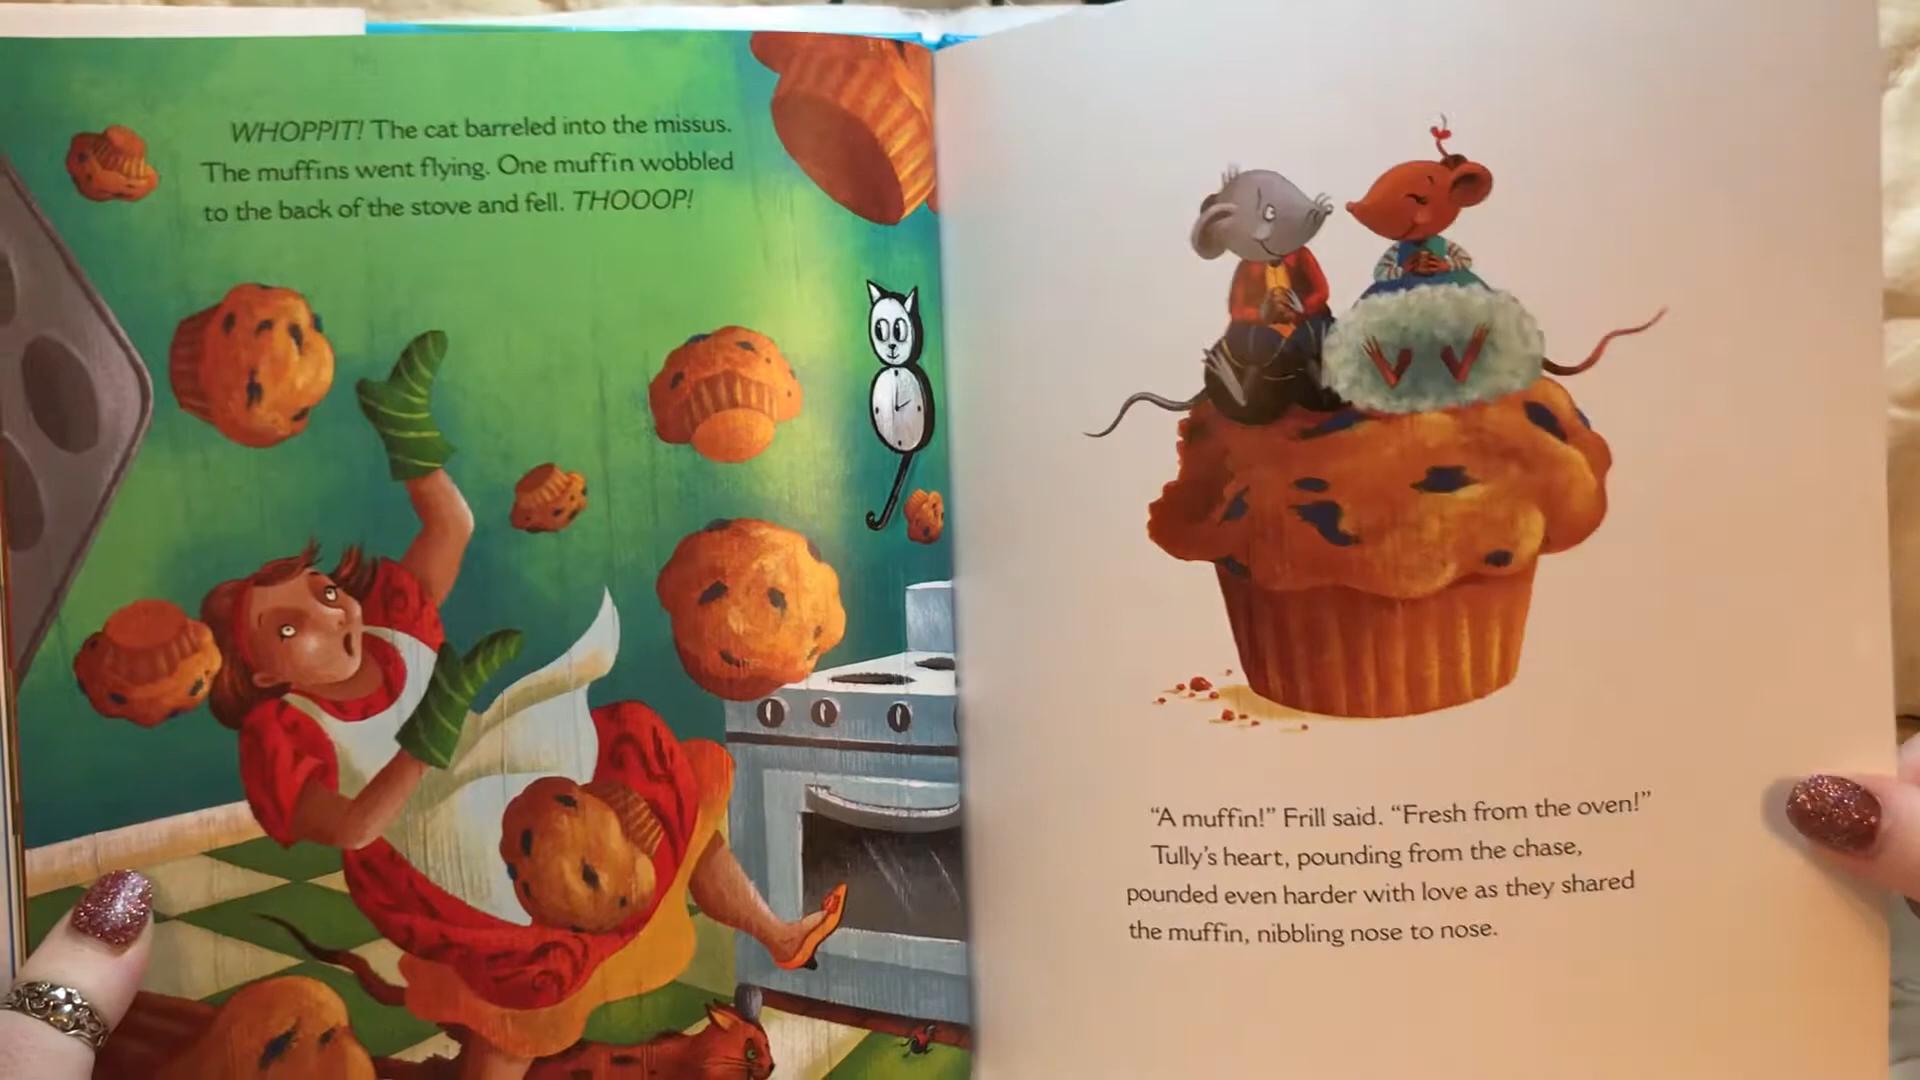 WHOPPIT! The cat barreled into the missus.
The muffins went flying. One muffin wobbled
to the back of the stove and fell. THOOOP!
“A muffin!” Frill said. “Fresh from the oven!”
Tully’s heart, pounding from the chase,
pounded even harder with love as they shared
the muffin, nibbling nose to nose.